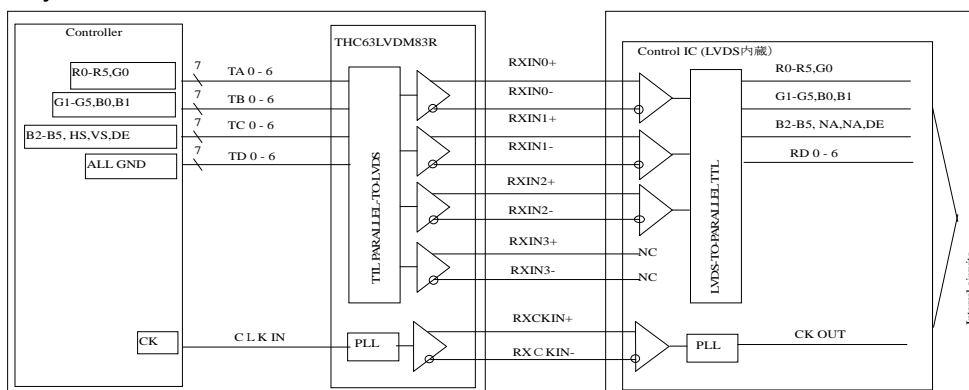 Controller
THC63LVDM83R
Control IC (LVDS内蔵)
R0-R5,G0
7
TA 0 - 6
RXIN0+
R0-R5,G0
G1-G5,B0,B1
7
TB 0 - 6
RXIN0-
G1-G5,B0,B1
B2-B5, HS,VS,DE
7
TC 0 - 6
RXIN1+
B2-B5, NA,NA,DE
ALL GND
7
TD 0 - 6
RXIN1-
RD 0 - 6
RXIN2+
RXIN2-
RXIN3+
NC
RXIN3-
NC
TTL PARALLEL-TO-LVDS
LVDS-TO-PARALLEL TTL
CK
C L K IN
PLL
RXCKIN+
RX C KIN-
PLL
CK OUT